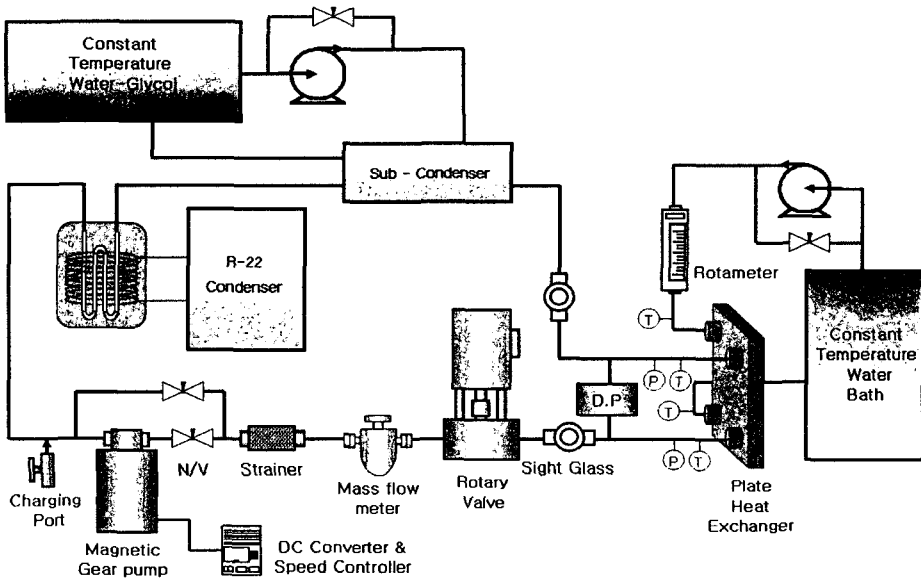 Constant
Temperature
Water-Glycol
Sub - Condenser
R-22
Condenser
Rotameter
T
Constant
Temperature
Water
Bath
P
T
D.P
T
P
T
N/V
Strainer
Mass flow
meter
Rotary
Valve
Sight Glass
Plate
Heat
Exchanger
Charging
Port
Magnetic
Gear pump
DC Converter &
Speed Controller